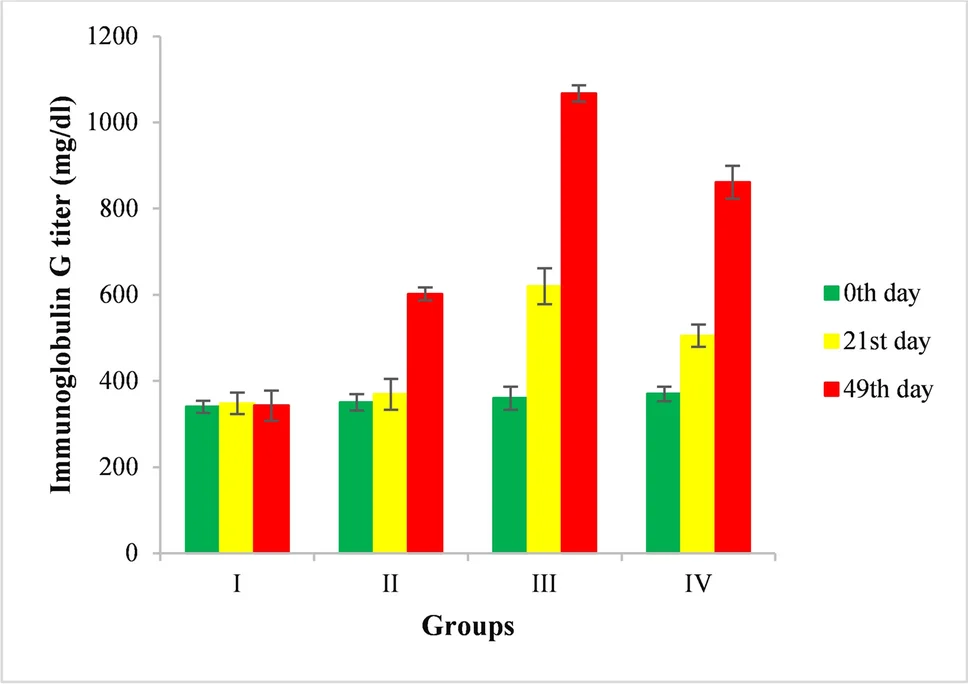 1200
1000
800
600
400
200
0
Immunoglobulin G titer (mg/dl)
I II III IV
Groups
0th day
21st day
49th day